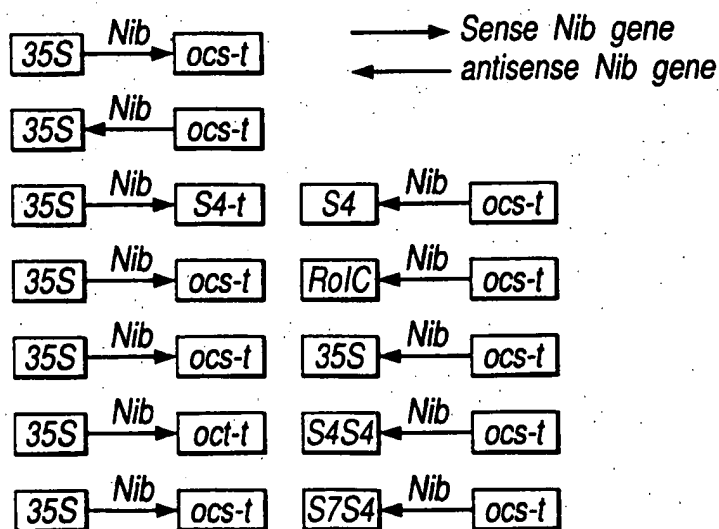 35S Nib ocs-t Sense Nib gene
antisense Nib gene
35S Nib ocs-t
35S Nib S4-t S4 Nib ocs-t
35S Nib ocs-t RolC Nib ocs-t
35S Nib ocs-t 35S Nib ocs-t
35S Nib oct-t S4S4 Nib ocs-t
35S Nib ocs-t S7S4 Nib ocs-t